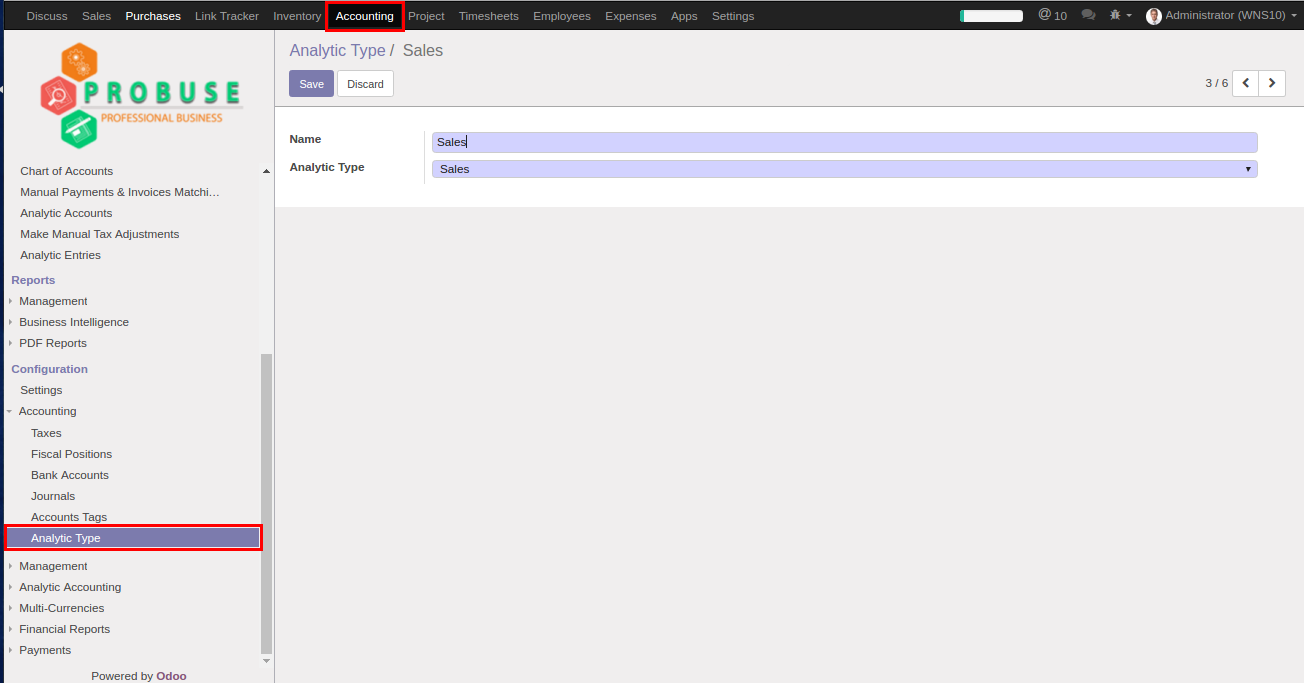 Discuss Sales Purchases Link Tracker Inventory Accounting Project Timesheets Employees Expenses Apps Settings @ 10 Administrator (WNS10)
PROBUSE
PROFESSIONAL BUSINESS
Chart of Accounts
Manual Payments & Invoices Matchi…
Analytic Accounts
Make Manual Tax Adjustments
Analytic Entries
Reports
Management
Business Intelligence
PDF Reports
Configuration
Settings
Accounting
Taxes
Fiscal Positions
Bank Accounts
Journals
Accounts Tags
Analytic Type
Management
Analytic Accounting
Multi-Currencies
Financial Reports
Payments
Powered by Odoo
Analytic Type / Sales
Save Discard 3 / 6
Name Sales
Analytic Type Sales